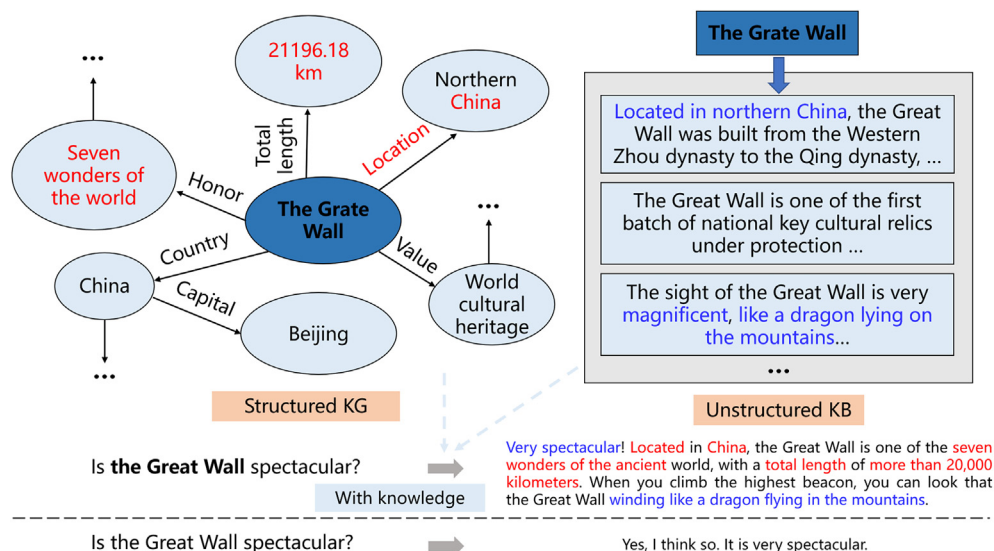 21196.18
km
Northern
China
...
Seven
wonders of
the world
Total
length
Location
Honor
The Grate
Wall
...
Country
Value
China
Capital
Beijing
World
cultural
heritage
...
Structured KG
The Grate Wall
Located in northern China, the Great
Wall was built from the Western
Zhou dynasty to the Qing dynasty, ...
The Great Wall is one of the first
batch of national key cultural relics
under protection ...
The sight of the Great Wall is very
magnificent, like a dragon lying on
the mountains...
...
Unstructured KB
Is the Great Wall spectacular?
With knowledge
Very spectacular! Located in China, the Great Wall is one of the seven
wonders of the ancient world, with a total length of more than 20,000
kilometers. When you climb the highest beacon, you can look that
the Great Wall winding like a dragon flying in the mountains.
Is the Great Wall spectacular?
Yes, I think so. It is very spectacular.